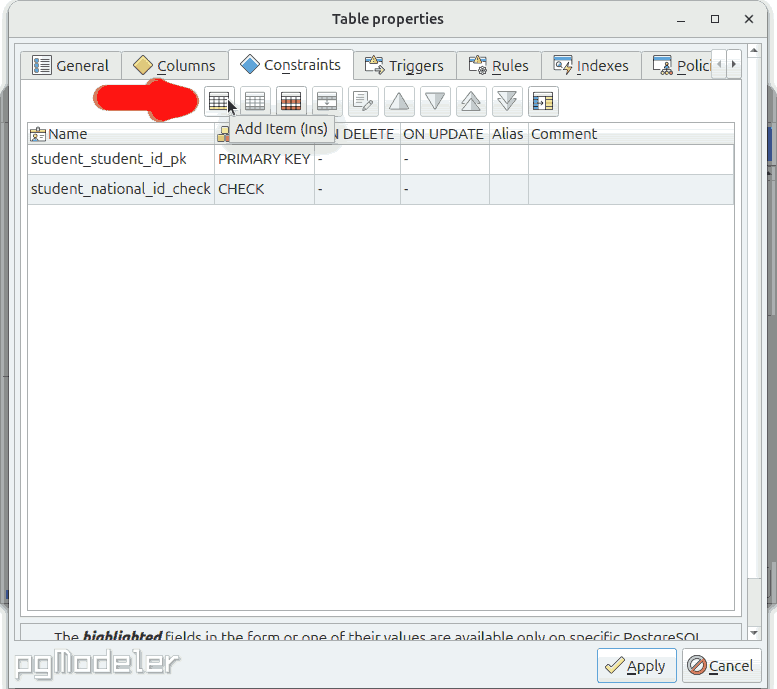 Table properties
General Columns Constraints Triggers Rules Indexes Polici
Add Item (Ins)
Name N DELETE ON UPDATE Alias Comment
student_student_id_pk PRIMARY KEY - -
student_national_id_check CHECK - -
The highlighted fields in the form or one of their values are available only on specific PostgreSQL
pgModeler Apply Cancel